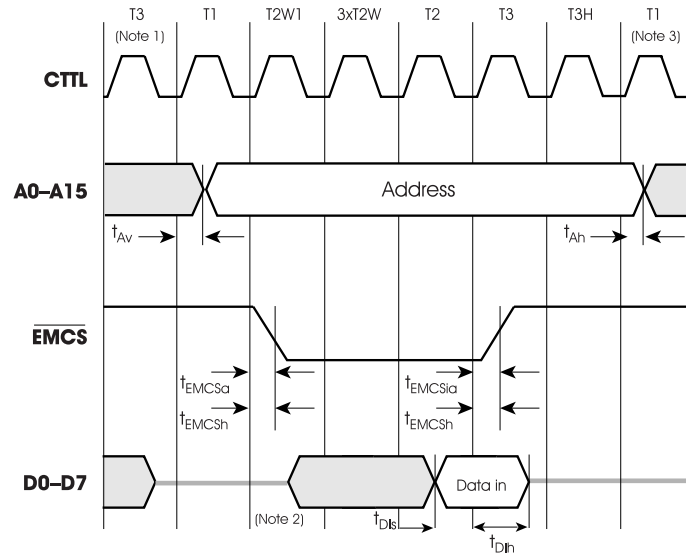 T3 T1 T2W1 3xT2W T2 T3 T3H T1
(Note 1) (Note 3)
CTTL
A0–A15 Address
tAv tAh
EMCS
tEMCSa tEMCSia
tEMCSh tEMCSh
D0–D7 Data in
(Note 2) tDIs
tDIh